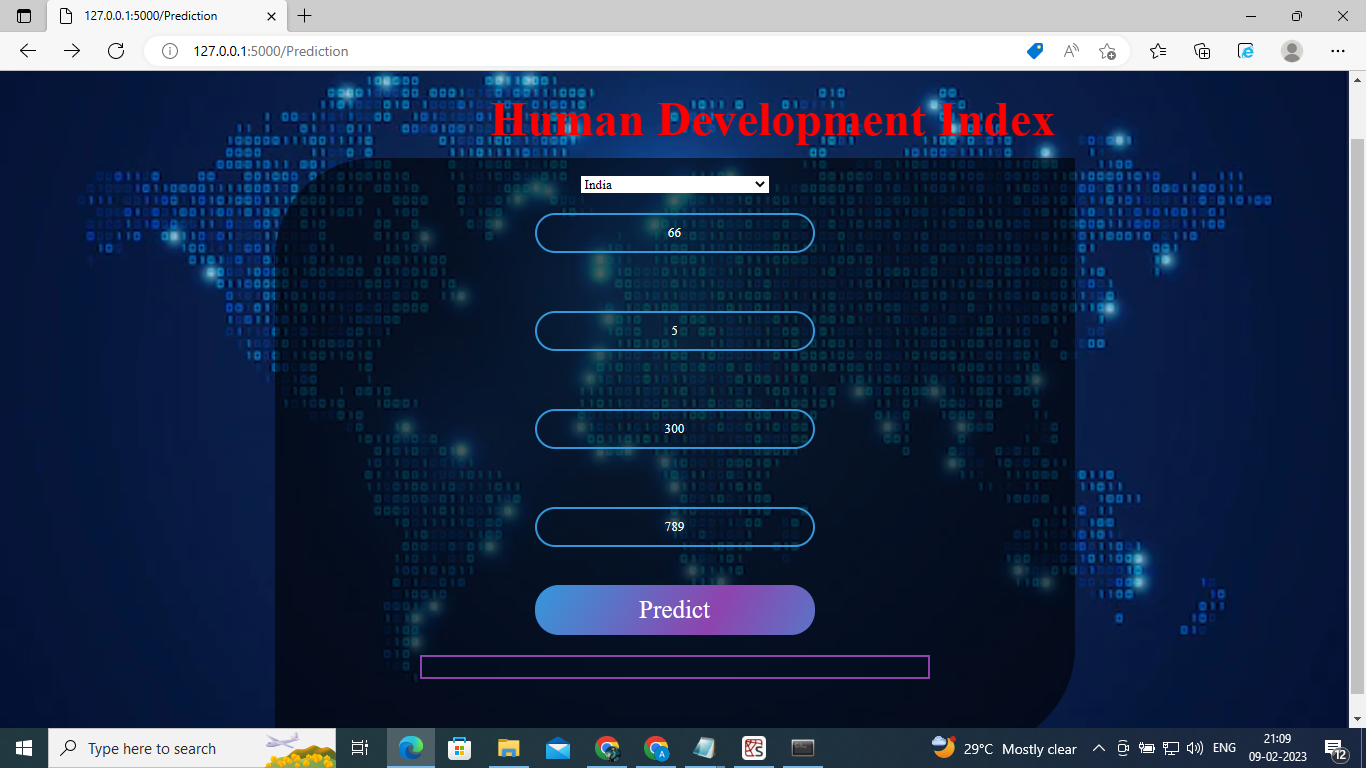 127.0.0.1:5000/Prediction
127.0.0.1:5000/Prediction
Human Development Index
India
66
5
300
789
Predict
Type here to search
29°C Mostly clear
ENG
21:09
09-02-2023
12